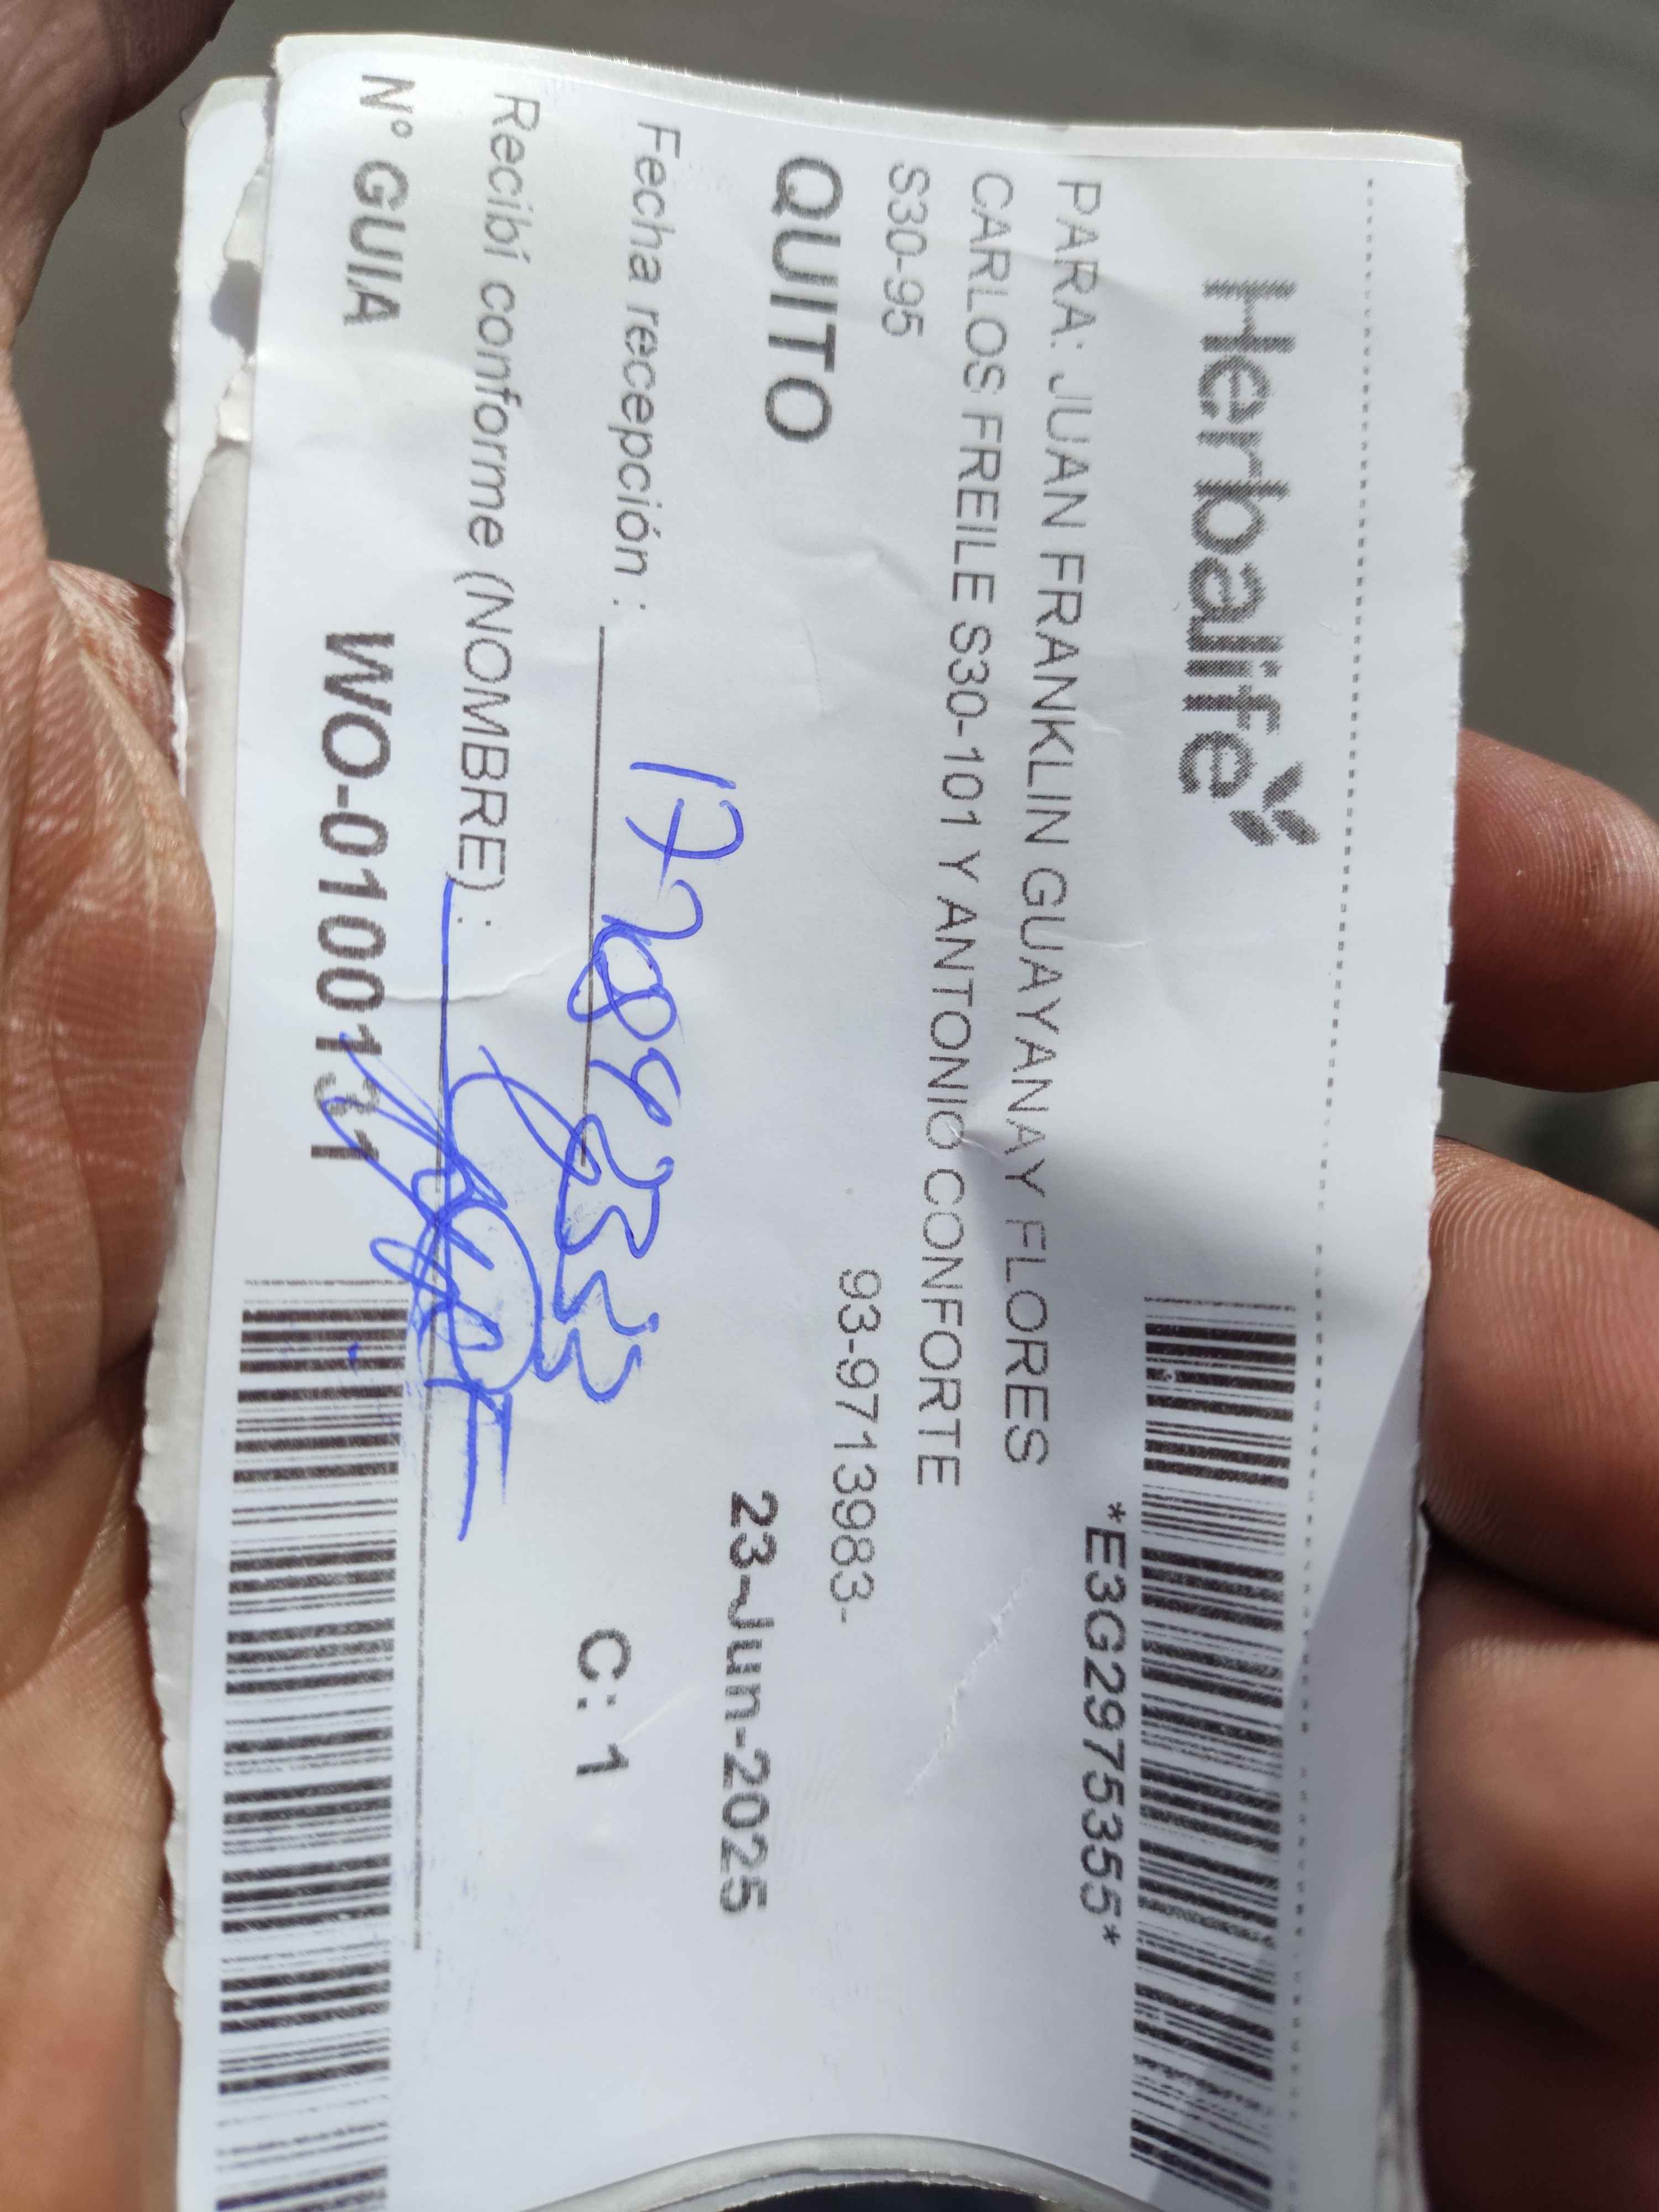 Herbalife
*E3G2975355*
PARA: JUAN FRANKLIN GUAYANAY FLORES
CARLOS FREILE S30-101 Y ANTONIO CONFORTE
S30-95
93-9713983-
QUITO
23-Jun-2025
Fecha recepción :
C: 1
Recibí conforme (NOMBRE) :
N° GUIA WO-0100131